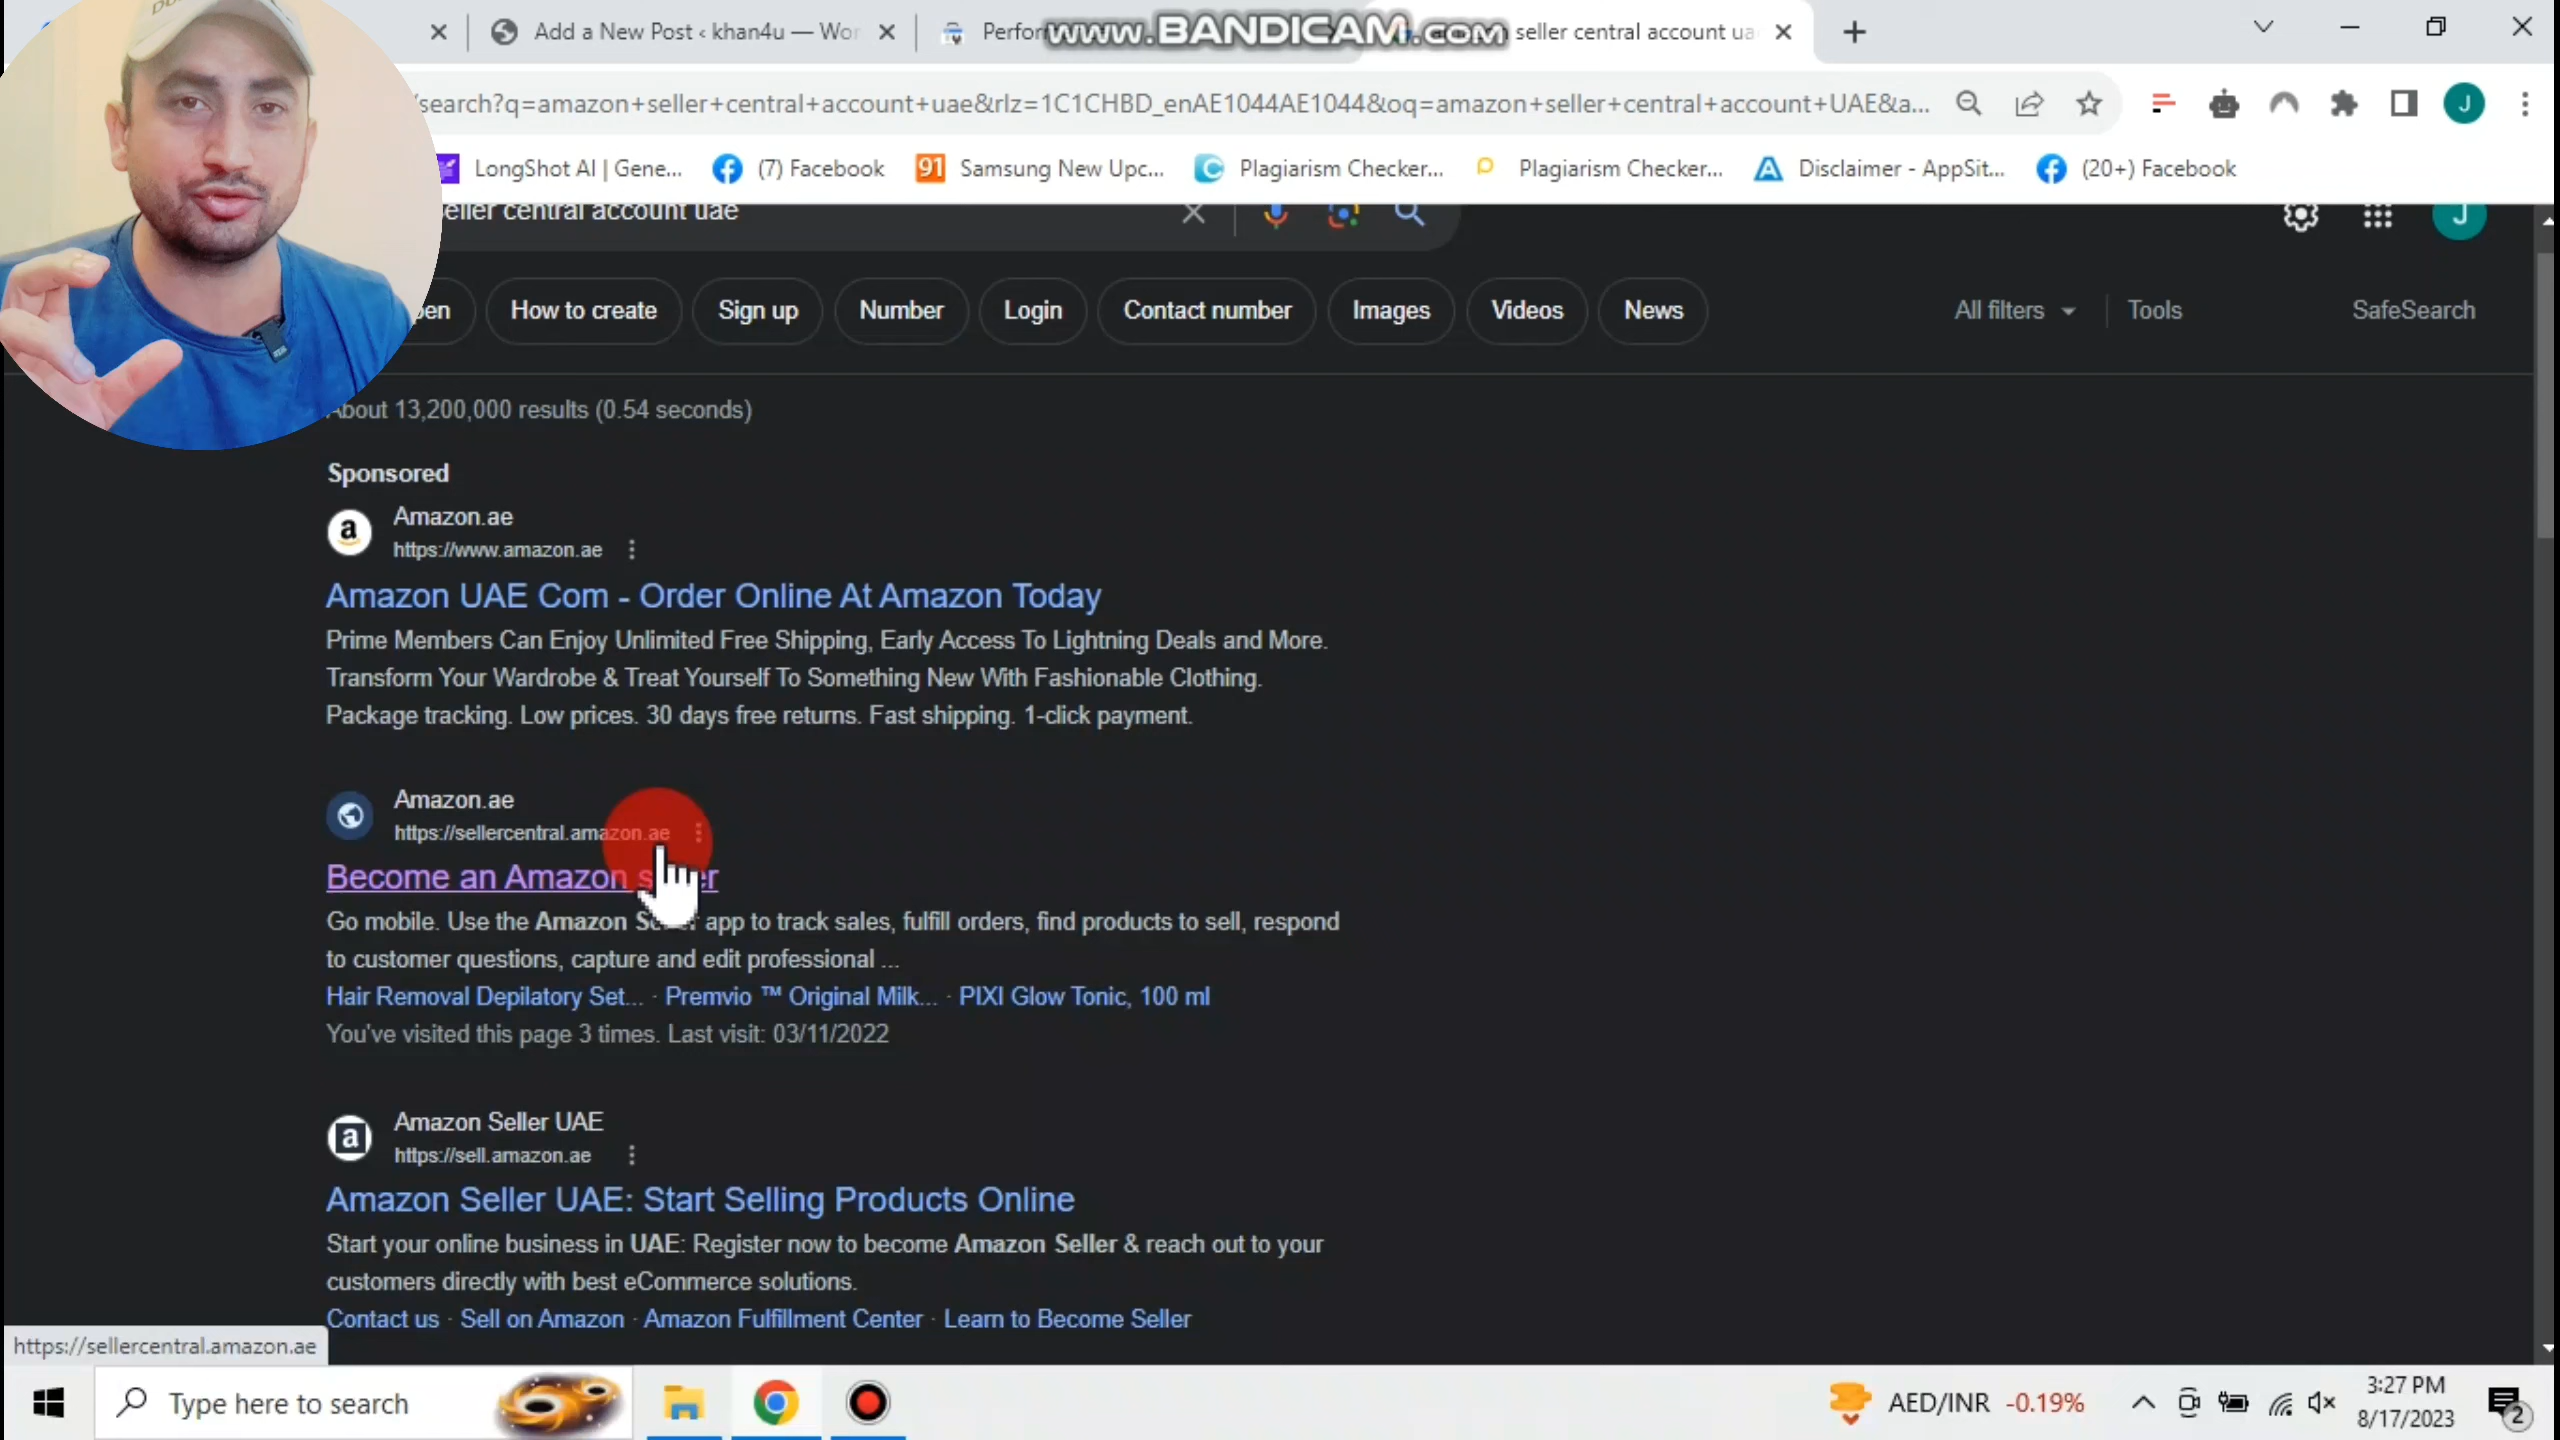 Add a New Post ‹ khan4u — Wor
Perfor
www.BANDICAM.com
seller central account ua
/search?q=amazon+seller+central+account+uae&rlz=1C1CHBD_enAE1044AE1044&oq=amazon+seller+central+account+UAE&a...
J
LongShot AI | Gene...
(7) Facebook
91 Samsung New Upc...
Plagiarism Checker...
Plagiarism Checker...
Disclaimer - AppSit...
(20+) Facebook
eller central account uae
J
pen
How to create
Sign up
Number
Login
Contact number
Images
Videos
News
All filters
Tools
SafeSearch
About 13,200,000 results (0.54 seconds)
Sponsored
Amazon.ae
https://www.amazon.ae
Amazon UAE Com - Order Online At Amazon Today
Prime Members Can Enjoy Unlimited Free Shipping, Early Access To Lightning Deals and More.
Transform Your Wardrobe & Treat Yourself To Something New With Fashionable Clothing.
Package tracking. Low prices. 30 days free returns. Fast shipping. 1-click payment.
Amazon.ae
https://sellercentral.amazon.ae
Become an Amazon seller
Go mobile. Use the Amazon Seller app to track sales, fulfill orders, find products to sell, respond
to customer questions, capture and edit professional ...
Hair Removal Depilatory Set... · Premvio ™ Original Milk... · PIXI Glow Tonic, 100 ml
You've visited this page 3 times. Last visit: 03/11/2022
Amazon Seller UAE
https://sell.amazon.ae
Amazon Seller UAE: Start Selling Products Online
Start your online business in UAE: Register now to become Amazon Seller & reach out to your
customers directly with best eCommerce solutions.
Contact us · Sell on Amazon · Amazon Fulfillment Center · Learn to Become Seller
https://sellercentral.amazon.ae
Type here to search
AED/INR -0.19%
3:27 PM
8/17/2023
2